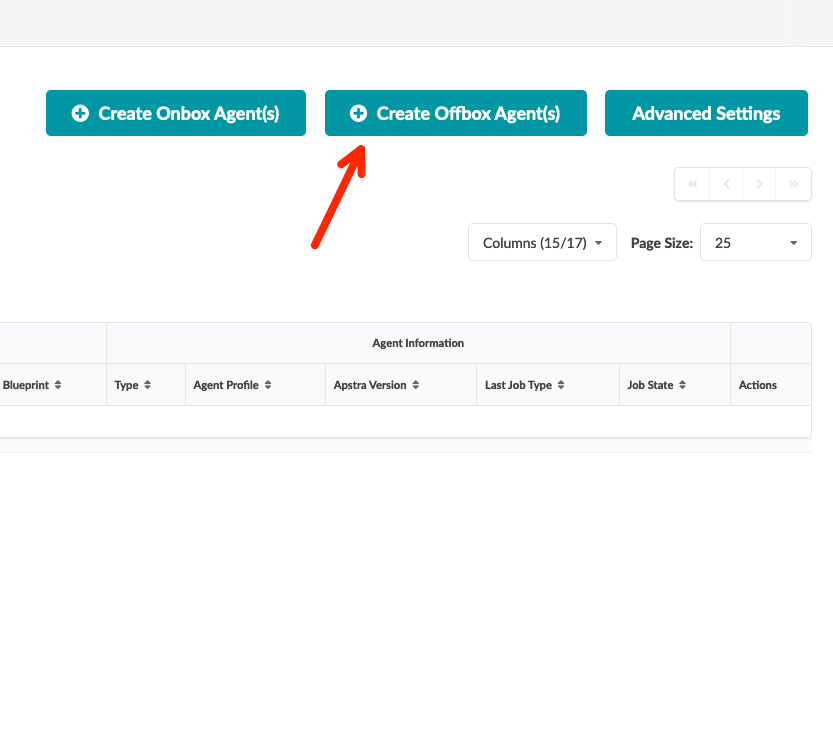 Create Onbox Agent(s) Create Offbox Agent(s) Advanced Settings
« ‹ › »
Columns (15/17) Page Size: 25
Agent Information
Blueprint Type Agent Profile Apstra Version Last Job Type Job State Actions